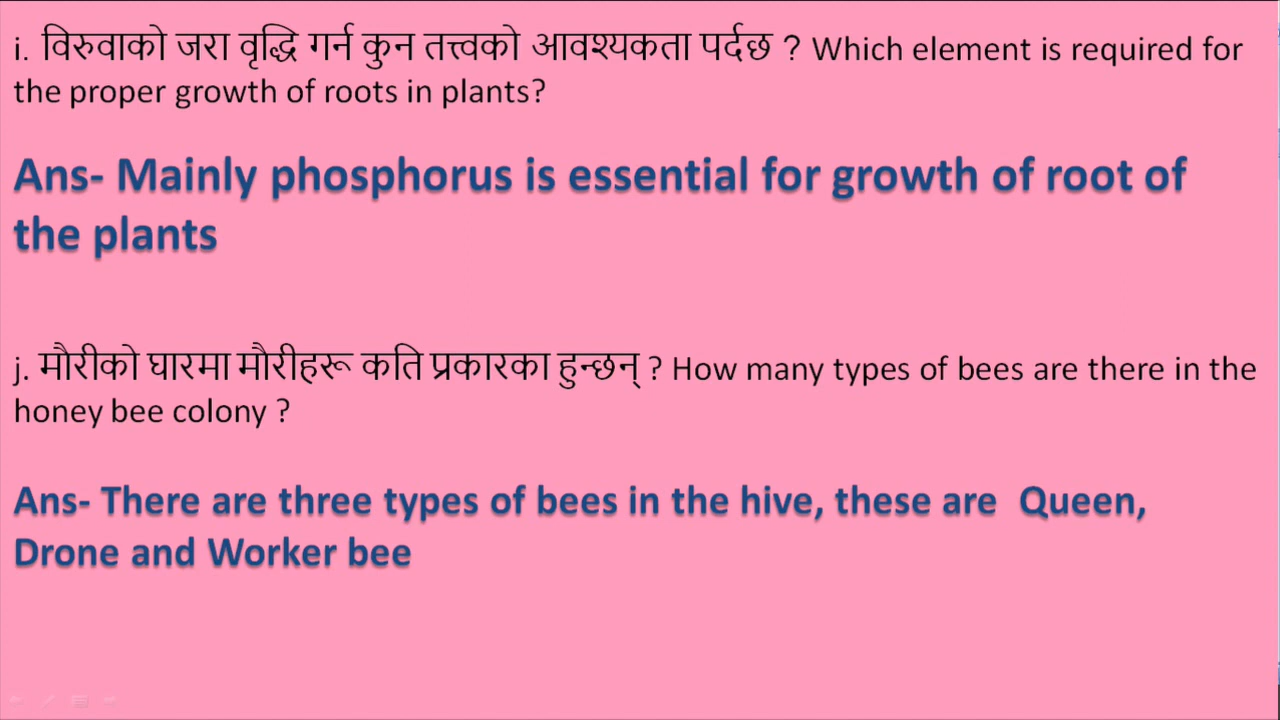 i. विरुवाको जरा वृद्धि गर्न कुन तत्त्वको आवश्यकता पर्दछ ? Which element is required for
the proper growth of roots in plants?
Ans- Mainly phosphorus is essential for growth of root of
the plants
j. मौरीको घारमा मौरीहरू कति प्रकारका हुन्छन् ? How many types of bees are there in the
honey bee colony ?
Ans- There are three types of bees in the hive, these are  Queen,
Drone and Worker bee